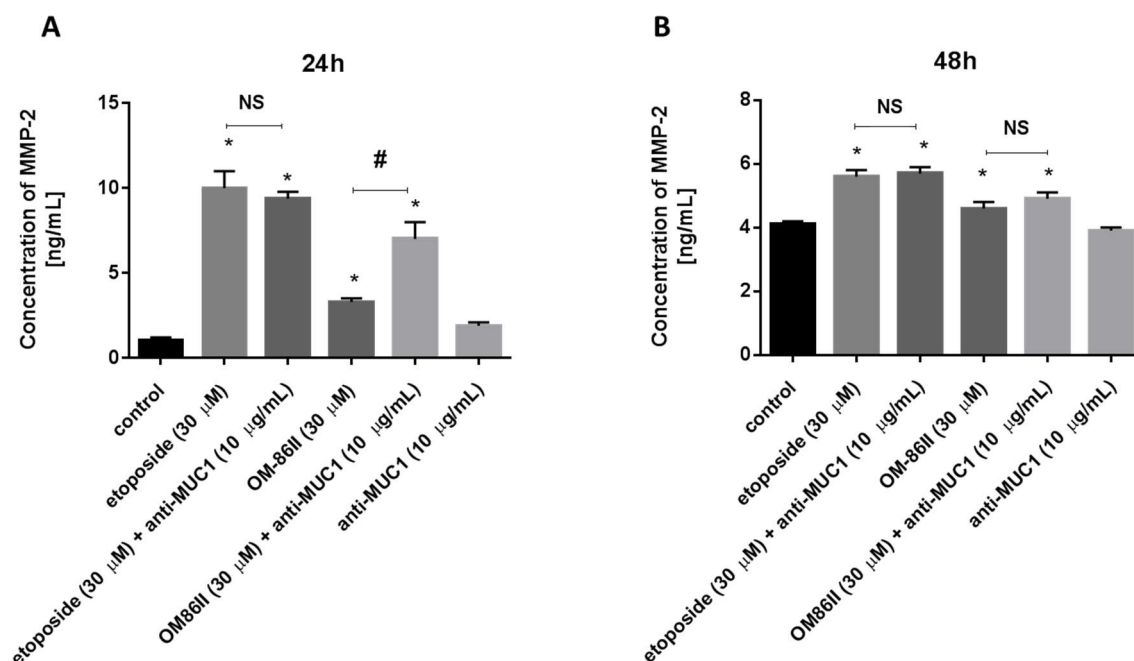 A
24h
Concentration of MMP-2
[ng/mL]
15
10
5
0
NS
*
*
#
*
*
control
etoposide (30 μM)
etoposide (30 μM) + anti-MUC1 (10 μg/mL)
OM-86II (30 μM)
OM86II (30 μM) + anti-MUC1 (10 μg/mL)
anti-MUC1 (10 μg/mL)
B
48h
Concentration of MMP-2
[ng/mL]
8
6
4
2
0
NS
*
*
NS
*
*
control
etoposide (30 μM)
etoposide (30 μM) + anti-MUC1 (10 μg/mL)
OM-86II (30 μM)
OM86II (30 μM) + anti-MUC1 (10 μg/mL)
anti-MUC1 (10 μg/mL)